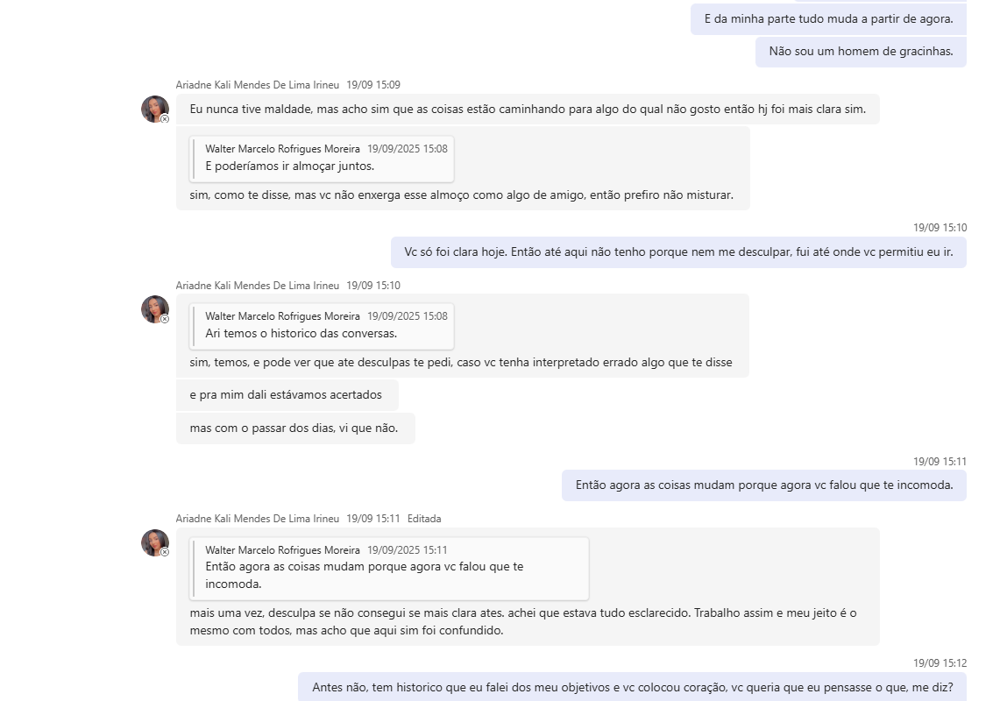 E da minha parte tudo muda a partir de agora.
Não sou um homem de gracinhas.
Ariadne Kali Mendes De Lima Irineu 19/09 15:09
Eu nunca tive maldade, mas acho sim que as coisas estão caminhando para algo do qual não gosto então hj foi mais clara sim.
Walter Marcelo Rofrigues Moreira 19/09/2025 15:08
E poderíamos ir almoçar juntos.
sim, como te disse, mas vc não enxerga esse almoço como algo de amigo, então prefiro não misturar.
19/09 15:10
Vc só foi clara hoje. Então até aqui não tenho porque nem me desculpar, fui até onde vc permitiu eu ir.
Ariadne Kali Mendes De Lima Irineu 19/09 15:10
Walter Marcelo Rofrigues Moreira 19/09/2025 15:08
Ari temos o historico das conversas.
sim, temos, e pode ver que ate desculpas te pedi, caso vc tenha interpretado errado algo que te disse
e pra mim dali estávamos acertados
mas com o passar dos dias, vi que não.
19/09 15:11
Então agora as coisas mudam porque agora vc falou que te incomoda.
Ariadne Kali Mendes De Lima Irineu 19/09 15:11 Editada
Walter Marcelo Rofrigues Moreira 19/09/2025 15:11
Então agora as coisas mudam porque agora vc falou que te
incomoda.
mais uma vez, desculpa se não consegui se mais clara ates. achei que estava tudo esclarecido. Trabalho assim e meu jeito é o
mesmo com todos, mas acho que aqui sim foi confundido.
19/09 15:12
Antes não, tem historico que eu falei dos meu objetivos e vc colocou coração, vc queria que eu pensasse o que, me diz?